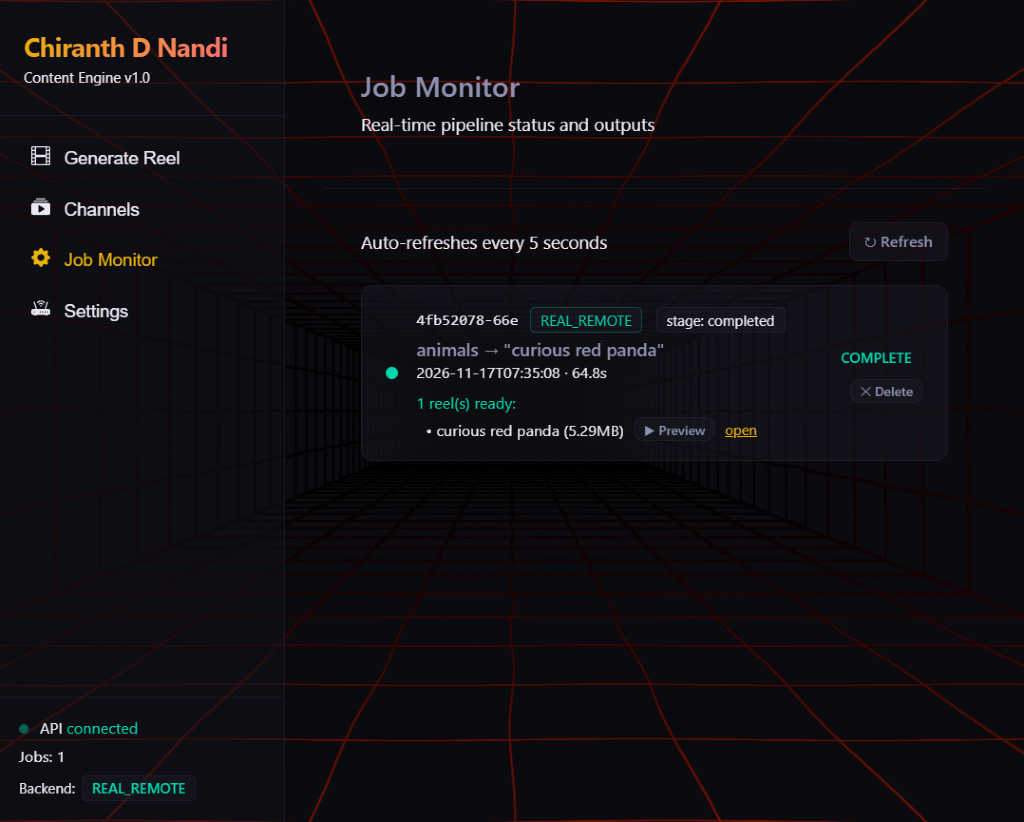 Chiranth D Nandi
Content Engine v1.0
Generate Reel
Channels
Job Monitor
Settings
API connected
Jobs: 1
Backend: REAL_REMOTE
Job Monitor
Real-time pipeline status and outputs
Auto-refreshes every 5 seconds
↻ Refresh
4fb52078-66e REAL_REMOTE stage: completed
animals → "curious red panda"
2026-11-17T07:35:08 · 64.8s
1 reel(s) ready:
• curious red panda (5.29MB) ▶ Preview open
COMPLETE
✕ Delete